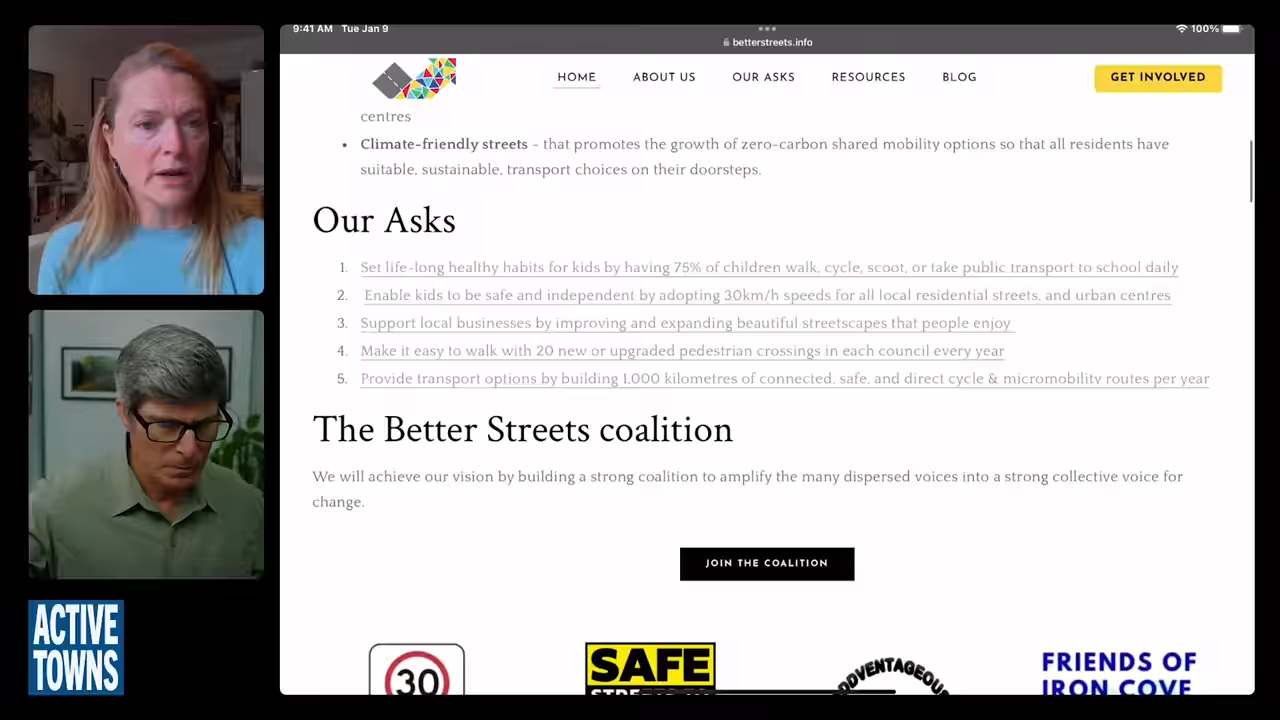 9:41 AM Tue Jan 9
100%
betterstreets.info
HOME ABOUT US OUR ASKS RESOURCES BLOG GET INVOLVED
centres
• Climate-friendly streets – that promotes the growth of zero-carbon shared mobility options so that all residents have
suitable, sustainable, transport choices on their doorsteps.
Our Asks
1. Set life-long healthy habits for kids by having 75% of children walk, cycle, scoot, or take public transport to school daily
2. Enable kids to be safe and independent by adopting 30km/h speeds for all local residential streets, and urban centres
3. Support local businesses by improving and expanding beautiful streetscapes that people enjoy
4. Make it easy to walk with 20 new or upgraded pedestrian crossings in each council every year
5. Provide transport options by building 1,000 kilometres of connected, safe, and direct cycle & micromobility routes per year
The Better Streets coalition
We will achieve our vision by building a strong coalition to amplify the many dispersed voices into a strong collective voice for
change.
JOIN THE COALITION
30
SAFE
FRIENDS OF
IRON COVE
ACTIVE
TOWNS